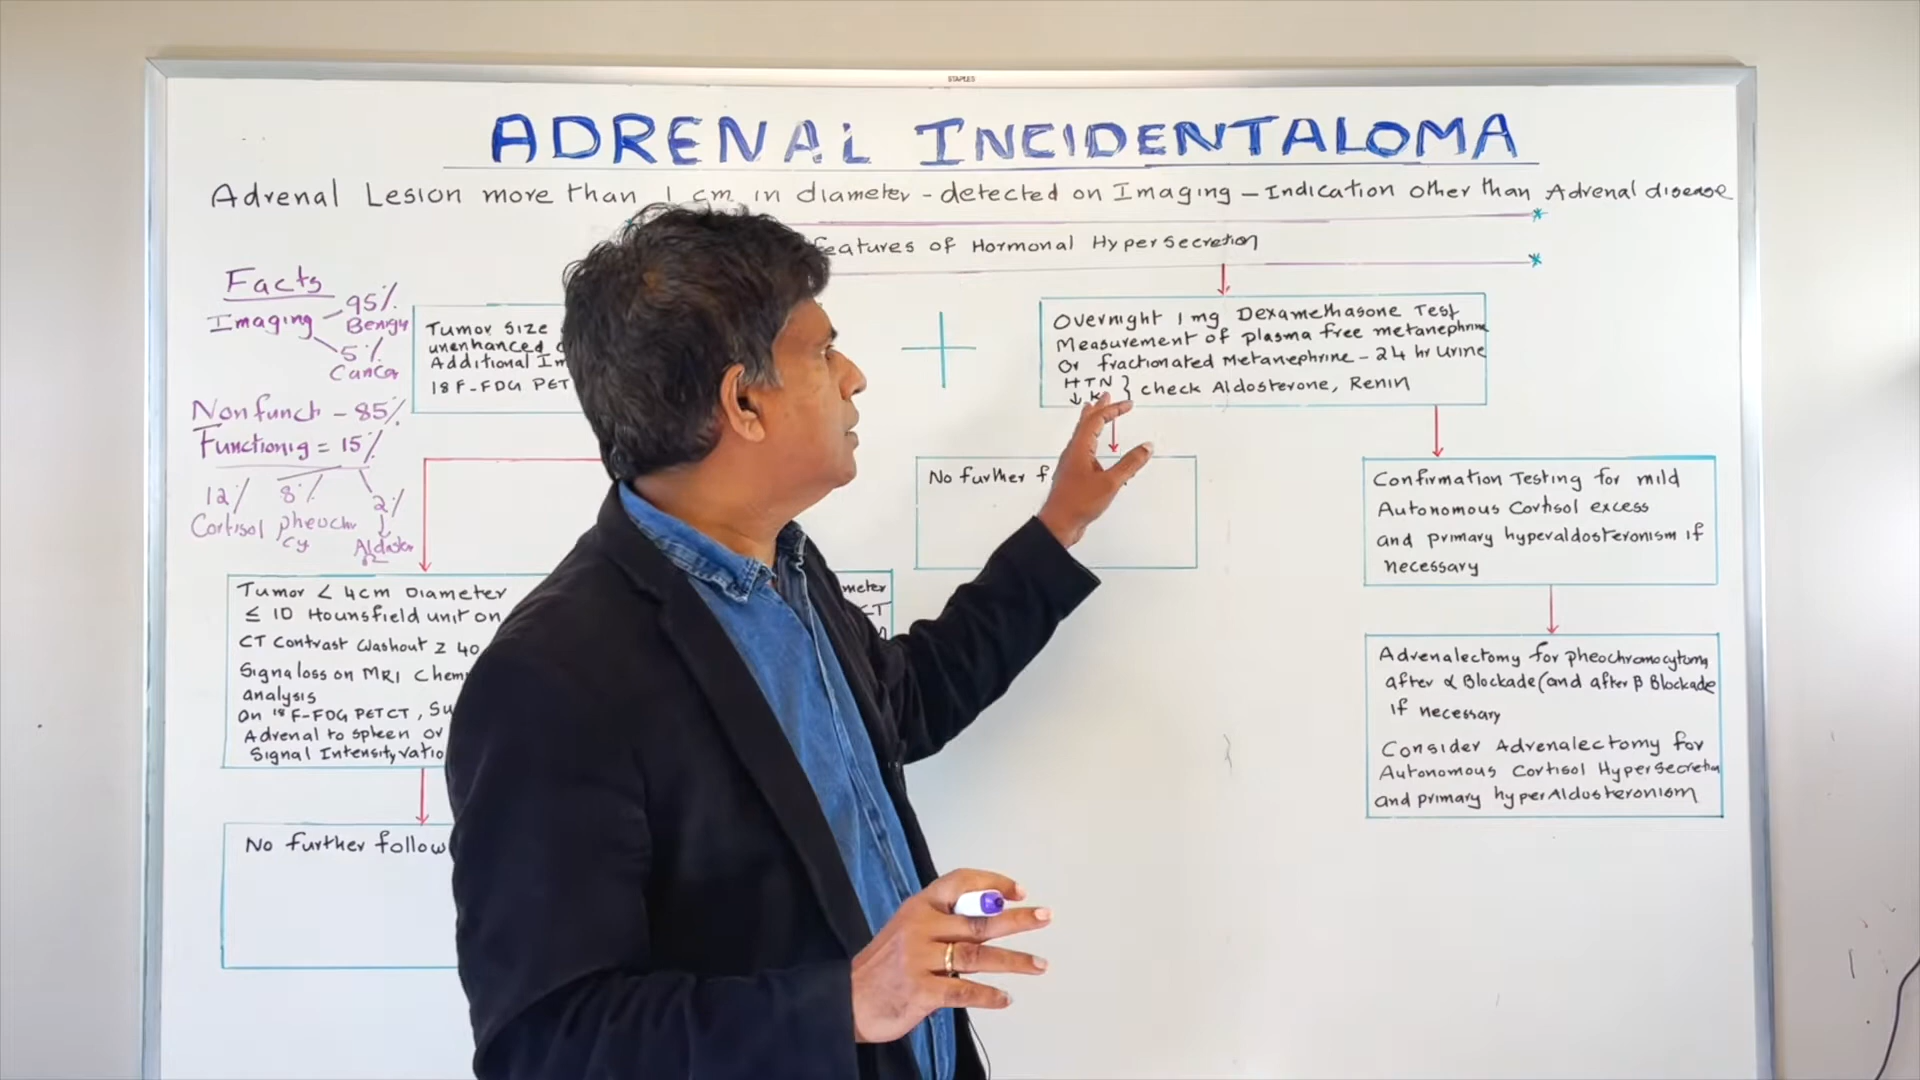 STAPLES
ADRENAL INCIDENTALOMA
Adrenal Lesion more than 1 cm in diameter - detected on Imaging - Indication other than Adrenal disease
features of Hormonal Hypersecretion
Facts
Imaging 95%
Benign
5%
Cancer
Nonfunct - 85%
Functionig = 15%
12% 8% 2%
Cortisol pheochr
cy
Tumor Size
unenhanced
Additional Im
18 F-FDG PET
Overnight 1 mg Dexamethasone Test
Measurement of plasma free metanephrine
Or fractionated Metanephrine - 24 hr Urine
HTN
↓ K } check Aldosterone, Renin
No further f
Confirmation Testing for mild
Autonomous Cortisol excess
and primary hyperaldosteronism if
necessary
Tumor < 4cm Diameter
≤ 10 Hounsfield unit on
CT Contrast Washout ≥ 40
Signal loss on MRI Chem
analysis
On 18 F-FDG PET CT, Su
Adrenal to spleen or
Signal Intensity ratio
meter
CT
No further follow
Adrenalectomy for pheochromocytoma
after α Blockade (and after β Blockade
if necessary
Consider Adrenalectomy for
Autonomous Cortisol Hypersecretion
and primary hyperAldosteronism